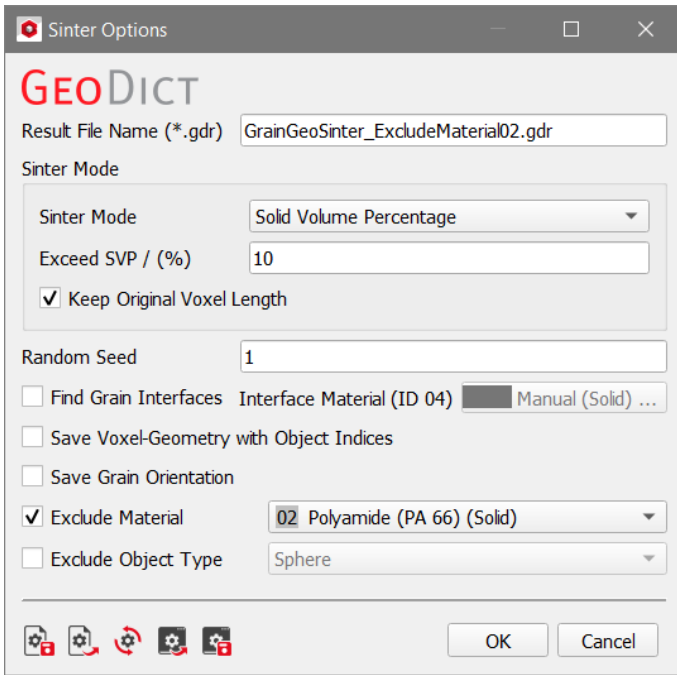 Sinter Options
GEODICT
Result File Name (*.gdr) GrainGeoSinter_ExcludeMaterial02.gdr
Sinter Mode
Sinter Mode Solid Volume Percentage
Exceed SVP / (%) 10
Keep Original Voxel Length
Random Seed 1
Find Grain Interfaces Interface Material (ID 04) Manual (Solid) ...
Save Voxel-Geometry with Object Indices
Save Grain Orientation
Exclude Material 02 Polyamide (PA 66) (Solid)
Exclude Object Type Sphere
OK Cancel